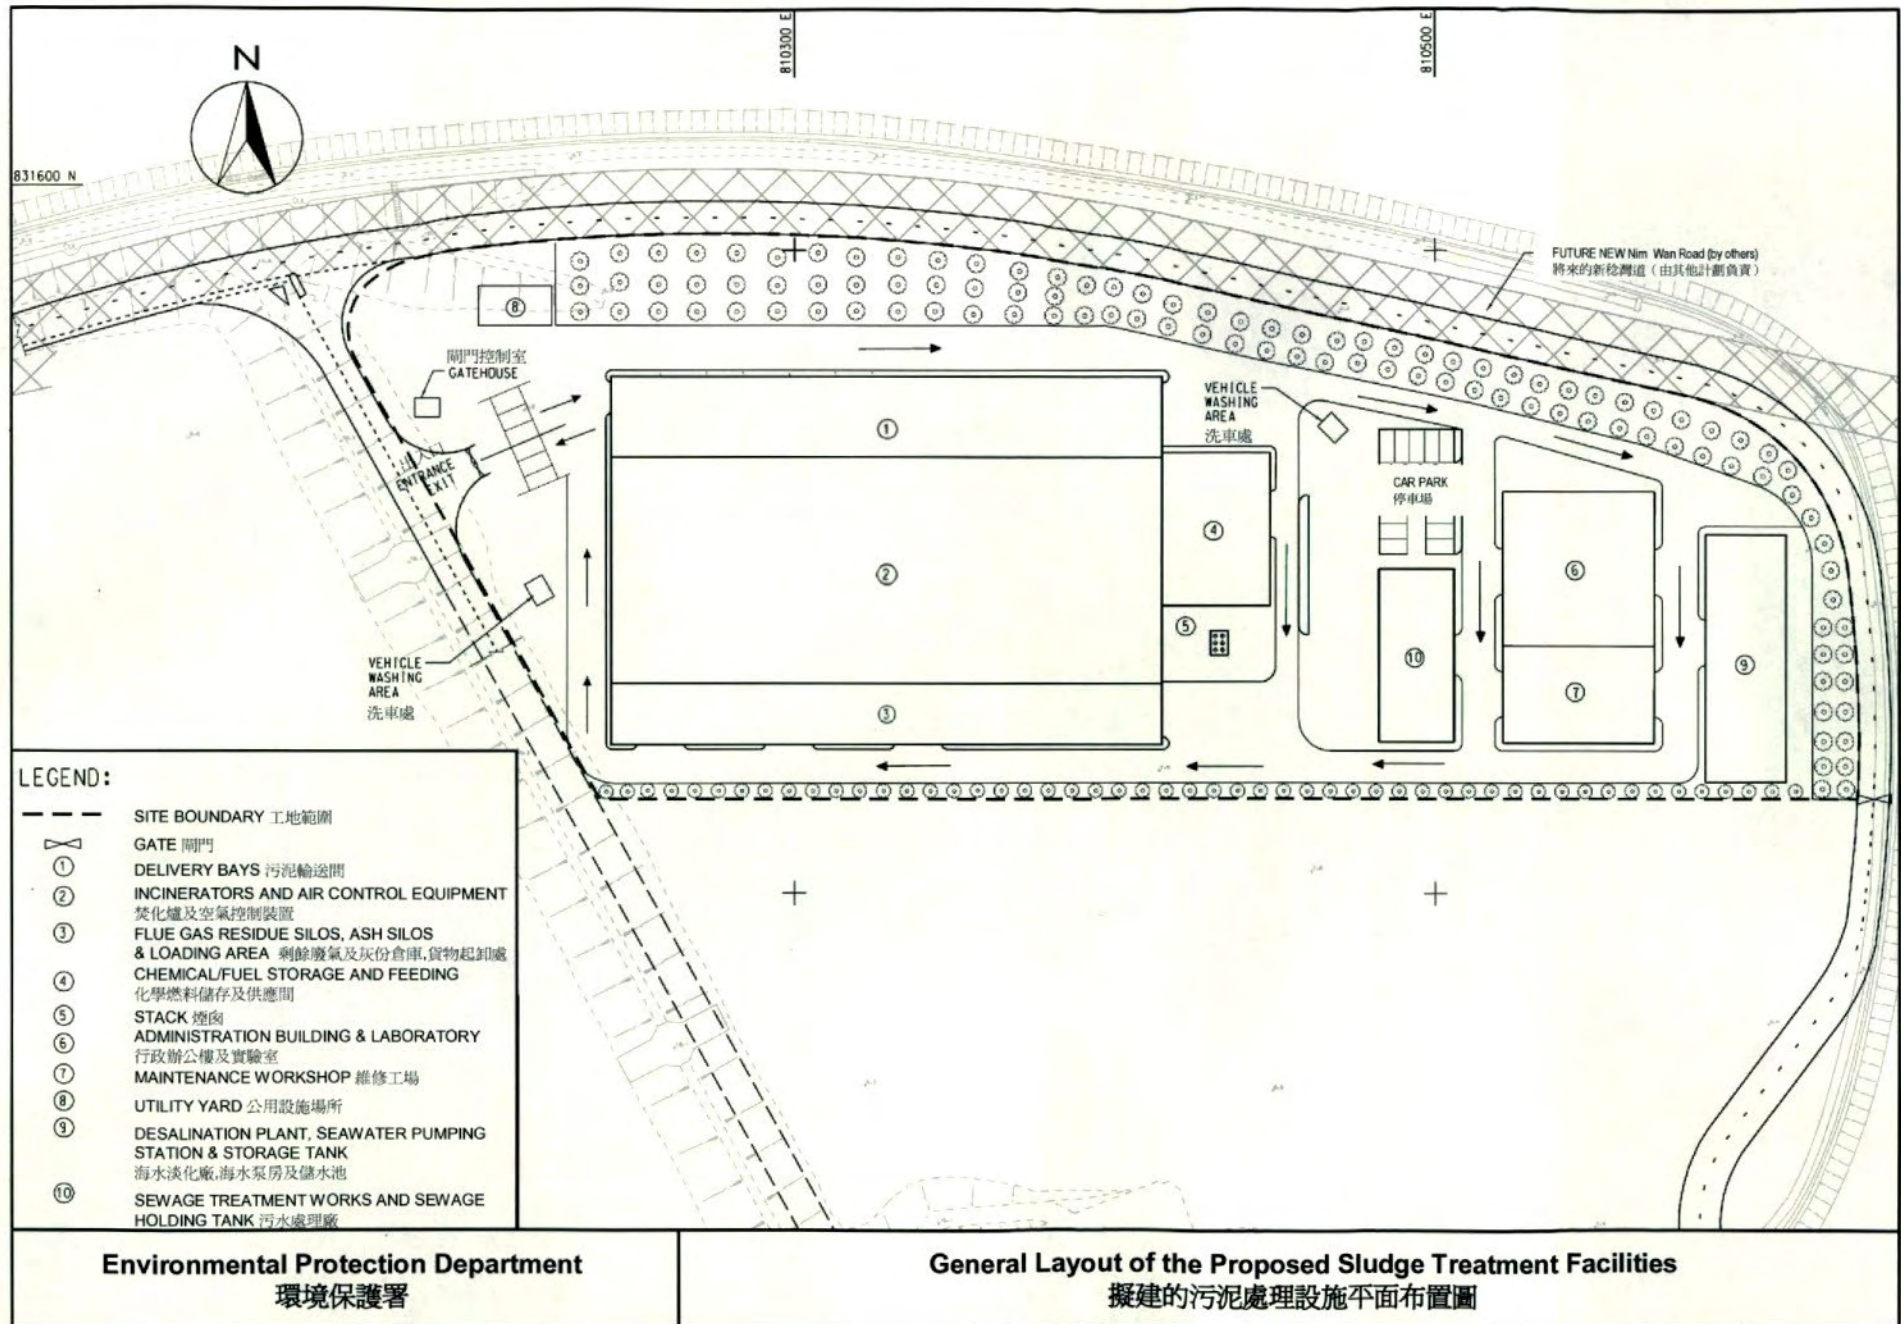 N
810300 E
810500 E
831600 N
FUTURE NEW Nim Wan Road (by others)
將來的新稔灣道（由其他計劃負責）
8
閘門控制室
GATEHOUSE
VEHICLE
WASHING
AREA
洗車處
1
ENTRANCE
EXIT
CAR PARK
停車場
4
2
6
5
10
9
7
3
VEHICLE
WASHING
AREA
洗車處
LEGEND:
SITE BOUNDARY 工地範圍
GATE 閘門
1 DELIVERY BAYS 污泥輸送間
2 INCINERATORS AND AIR CONTROL EQUIPMENT
焚化爐及空氣控制裝置
3 FLUE GAS RESIDUE SILOS, ASH SILOS
& LOADING AREA 剩餘廢氣及灰份倉庫,貨物起卸處
4 CHEMICAL/FUEL STORAGE AND FEEDING
化學燃料儲存及供應間
5 STACK 煙囪
6 ADMINISTRATION BUILDING & LABORATORY
行政辦公樓及實驗室
7 MAINTENANCE WORKSHOP 維修工場
8 UTILITY YARD 公用設施場所
9 DESALINATION PLANT, SEAWATER PUMPING
STATION & STORAGE TANK
海水淡化廠,海水泵房及儲水池
10 SEWAGE TREATMENT WORKS AND SEWAGE
HOLDING TANK 污水處理廠
Environmental Protection Department
環境保護署
General Layout of the Proposed Sludge Treatment Facilities
擬建的污泥處理設施平面布置圖